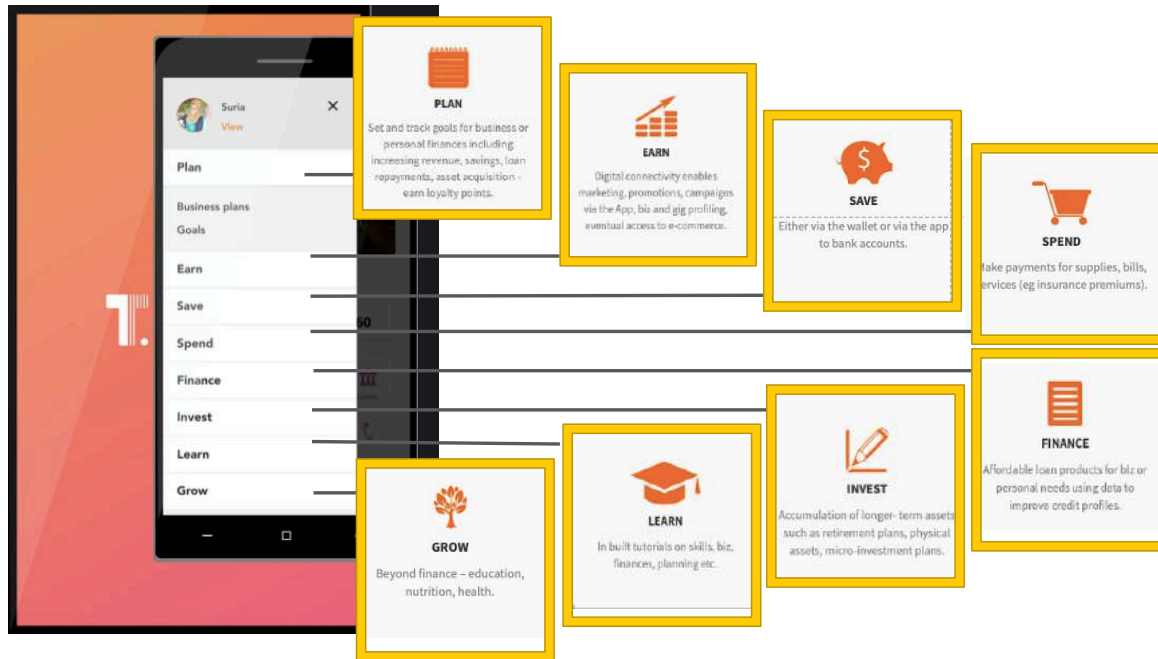 Suria
View
Plan
Business plans
Goals
Earn
Save
Spend
Finance
Invest
Learn
Grow
T.
60
PLAN
Set and track goals for business or
personal finances including
increasing revenue, savings, loan
repayments, asset acquisition –
earn loyalty points.
EARN
Digital connectivity enables
marketing, promotions, campaigns
via the App, biz and gig profiling,
eventual access to e-commerce.
$
SAVE
Either via the wallet or via the app
to bank accounts.
SPEND
Make payments for supplies, bills,
services (eg insurance premiums).
FINANCE
Affordable loan products for biz or
personal needs using data to
improve credit profiles.
INVEST
Accumulation of longer- term assets
such as retirement plans, physical
assets, micro-investment plans.
LEARN
In built tutorials on skills, biz,
finances, planning etc.
GROW
Beyond finance – education,
nutrition, health.